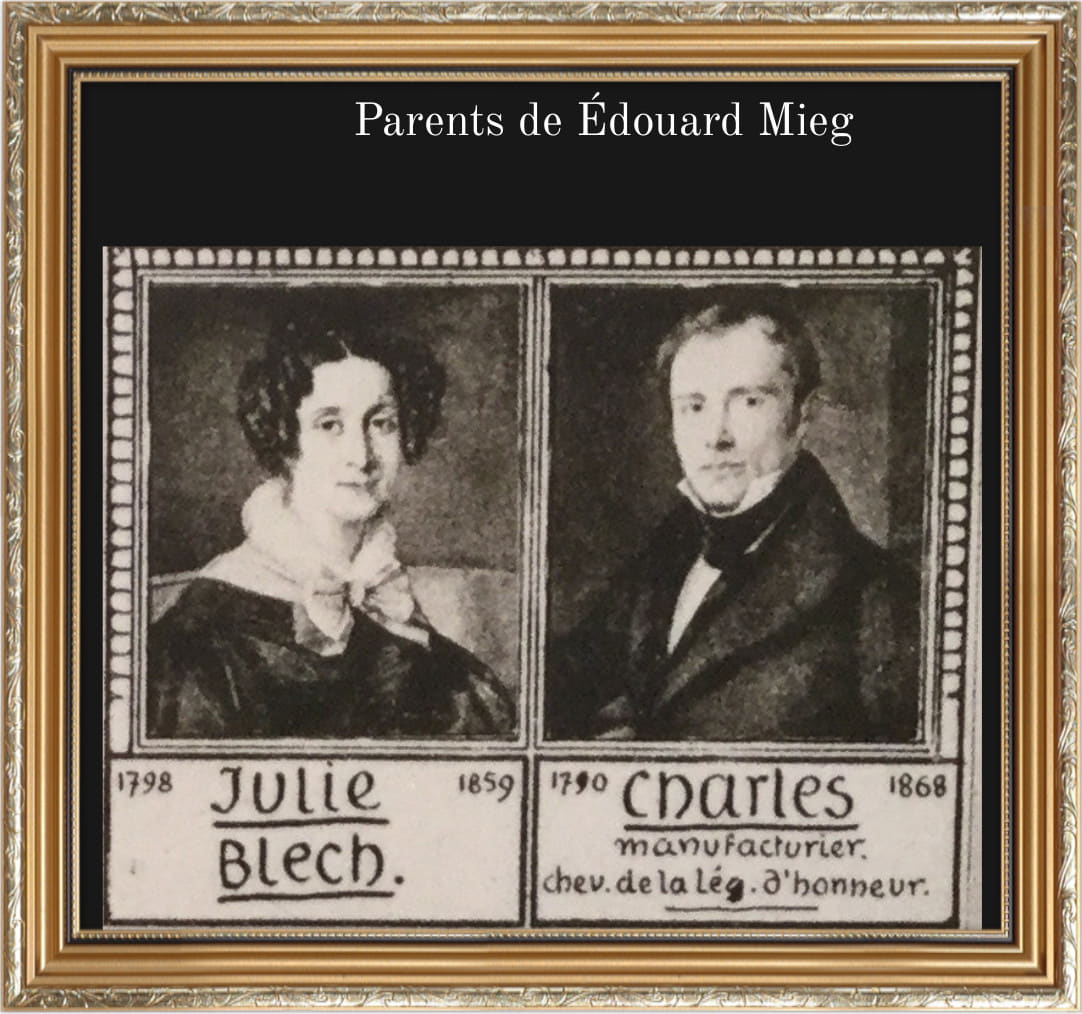 Parents de Édouard Mieg
1798 Julie 1859
Blech.
1790 Charles 1868
manufacturier.
chev. de la lég. d'honneur.